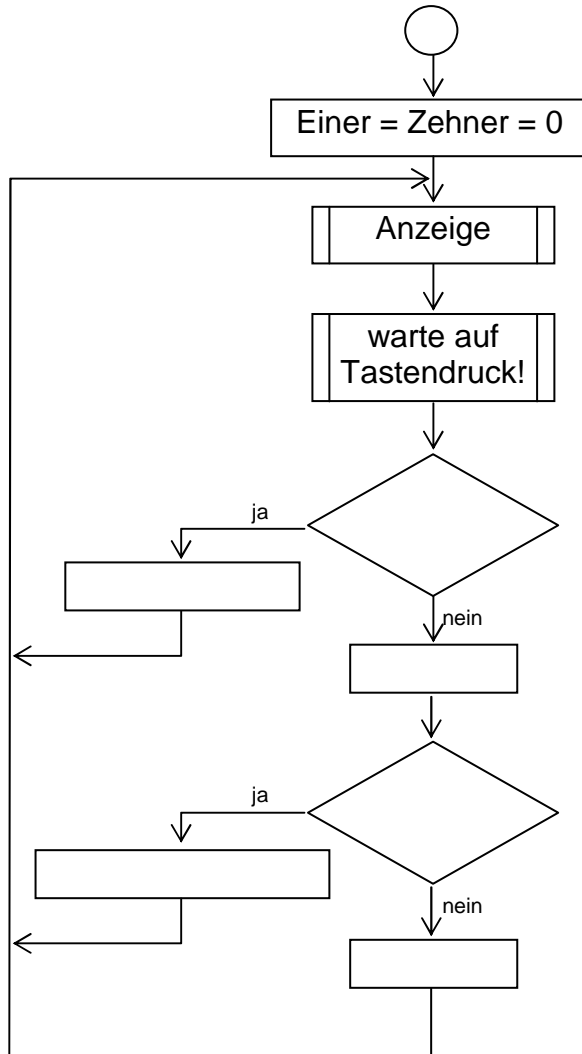 Einer = Zehner = 0
Anzeige
warte auf
Tastendruck!
ja
nein
ja
nein